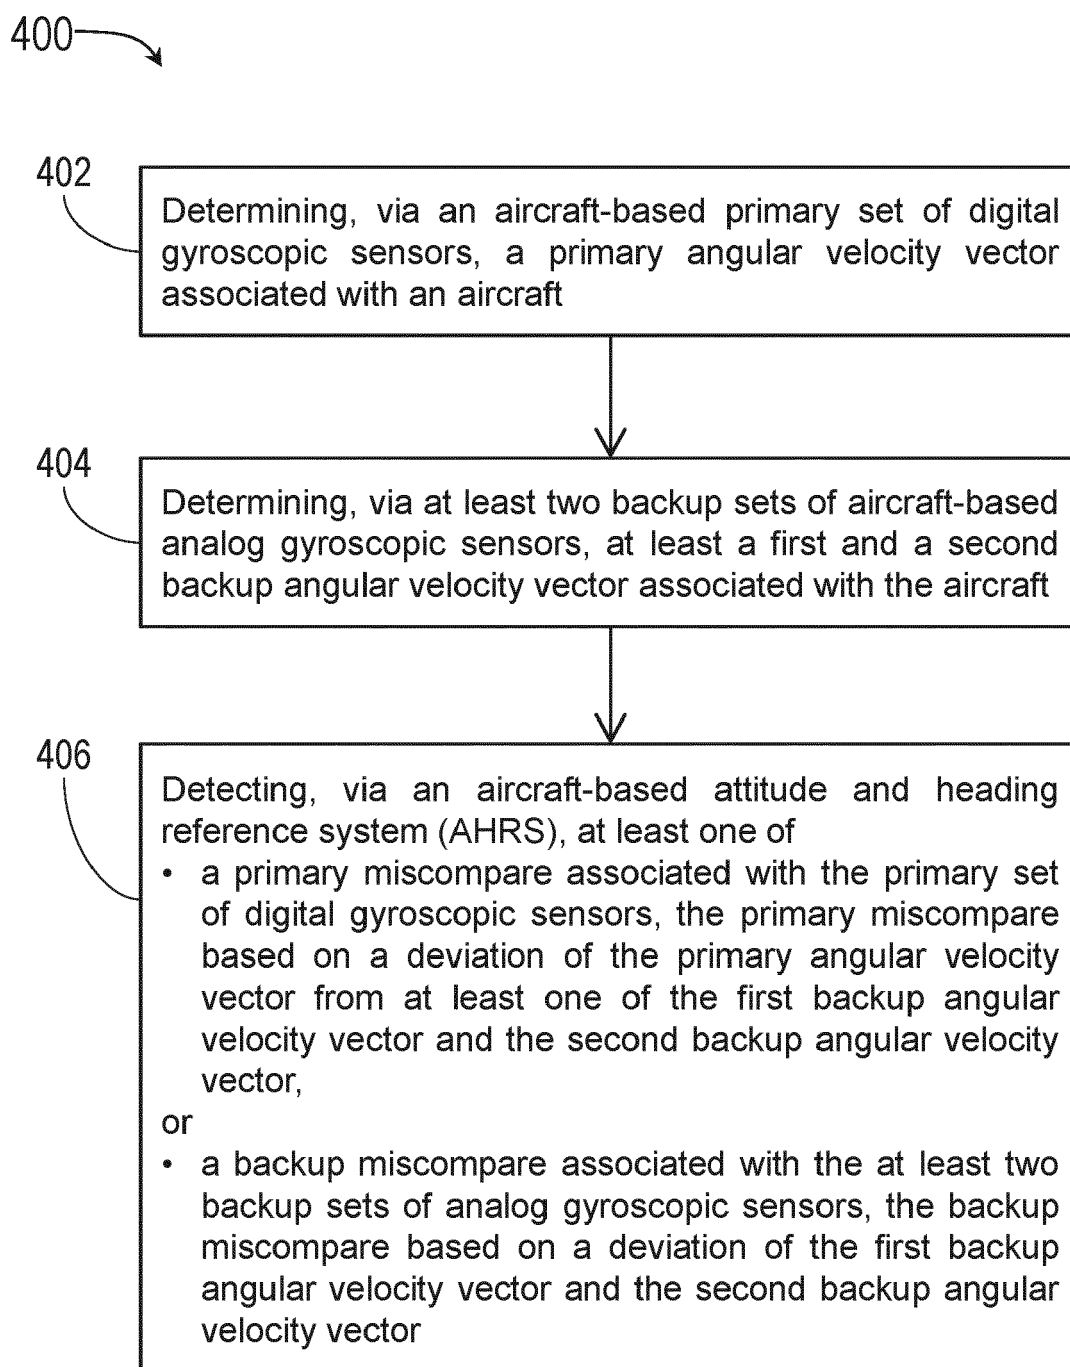 400
402
Determining, via an aircraft-based primary set of digital
gyroscopic sensors, a primary angular velocity vector
associated with an aircraft
404
Determining, via at least two backup sets of aircraft-based
analog gyroscopic sensors, at least a first and a second
backup angular velocity vector associated with the aircraft
406
Detecting, via an aircraft-based attitude and heading
reference system (AHRS), at least one of
• a primary miscompare associated with the primary set
of digital gyroscopic sensors, the primary miscompare
based on a deviation of the primary angular velocity
vector from at least one of the first backup angular
velocity vector and the second backup angular velocity
vector,
or
• a backup miscompare associated with the at least two
backup sets of analog gyroscopic sensors, the backup
miscompare based on a deviation of the first backup
angular velocity vector and the second backup angular
velocity vector